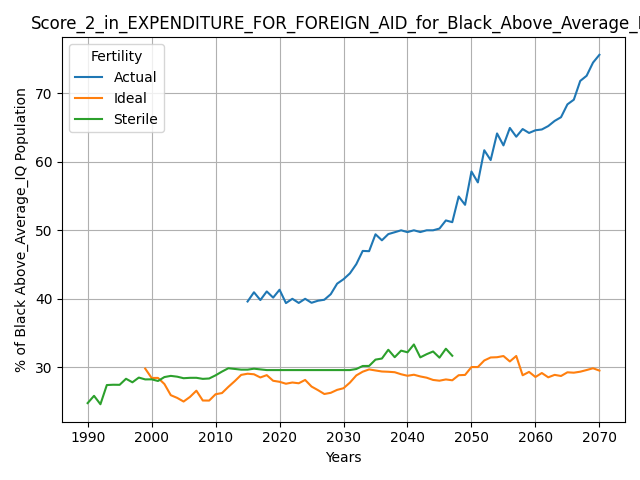 Score_2_in_EXPENDITURE_FOR_FOREIGN_AID_for_Black_Above_Average_
Fertility
Actual
Ideal
Sterile
% of Black Above_Average_IQ Population
70
60
50
40
30
1990 2000 2010 2020 2030 2040 2050 2060 2070
Years